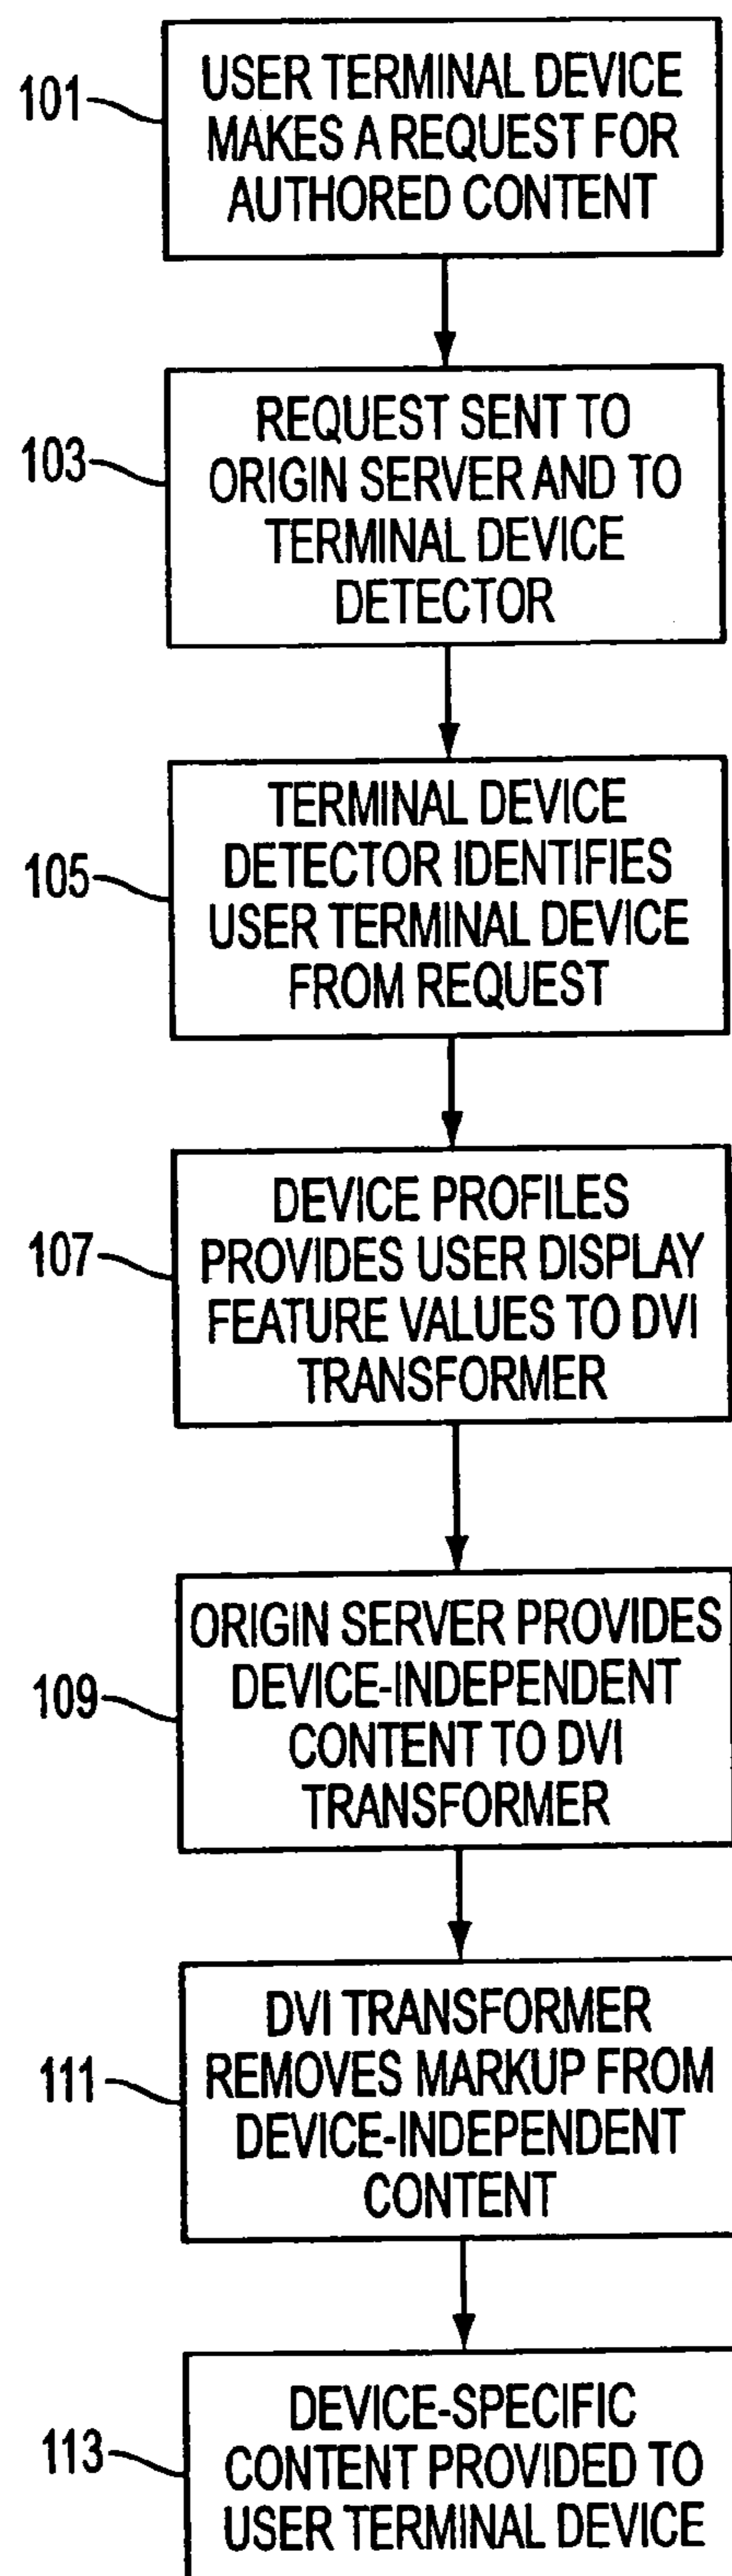 101
USER TERMINAL DEVICE
MAKES A REQUEST FOR
AUTHORED CONTENT
103
REQUEST SENT TO
ORIGIN SERVER AND TO
TERMINAL DEVICE
DETECTOR
105
TERMINAL DEVICE
DETECTOR IDENTIFIES
USER TERMINAL DEVICE
FROM REQUEST
107
DEVICE PROFILES
PROVIDES USER DISPLAY
FEATURE VALUES TO DVI
TRANSFORMER
109
ORIGIN SERVER PROVIDES
DEVICE-INDEPENDENT
CONTENT TO DVI
TRANSFORMER
111
DVI TRANSFORMER
REMOVES MARKUP FROM
DEVICE-INDEPENDENT
CONTENT
113
DEVICE-SPECIFIC
CONTENT PROVIDED TO
USER TERMINAL DEVICE